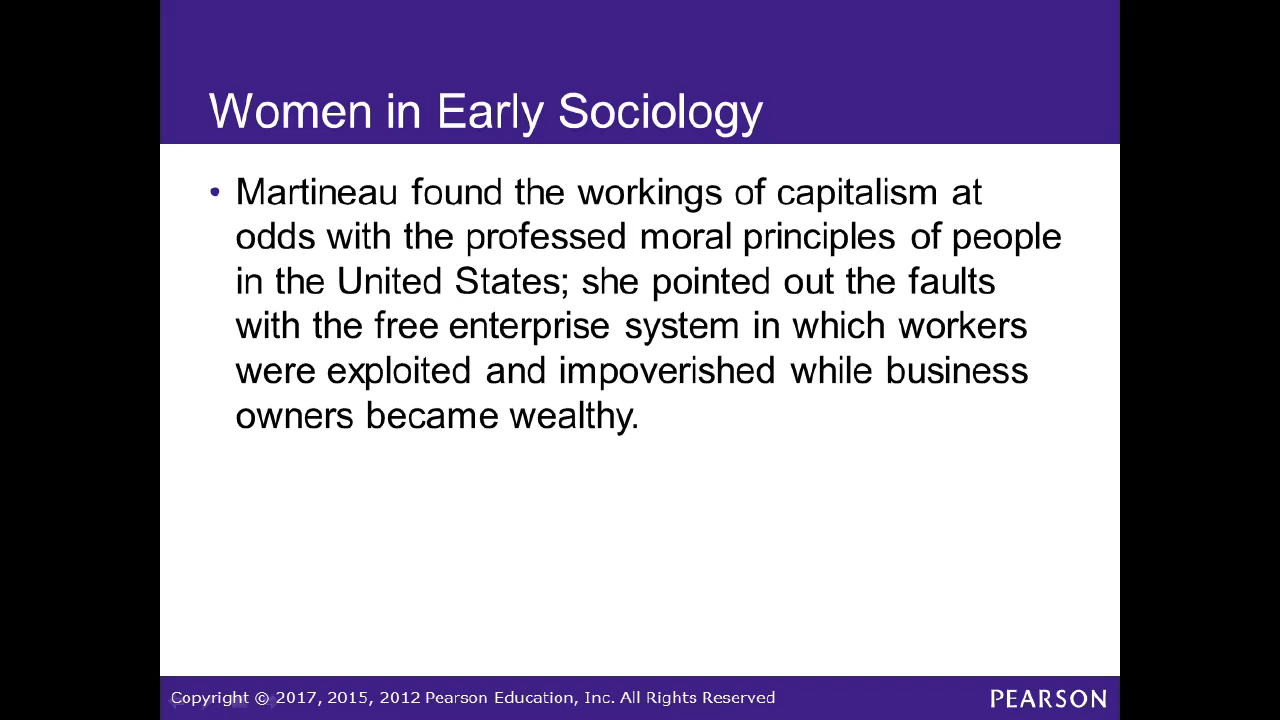 Women in Early Sociology
• Martineau found the workings of capitalism at
odds with the professed moral principles of people
in the United States; she pointed out the faults
with the free enterprise system in which workers
were exploited and impoverished while business
owners became wealthy.
Copyright © 2017, 2015, 2012 Pearson Education, Inc. All Rights Reserved
PEARSON